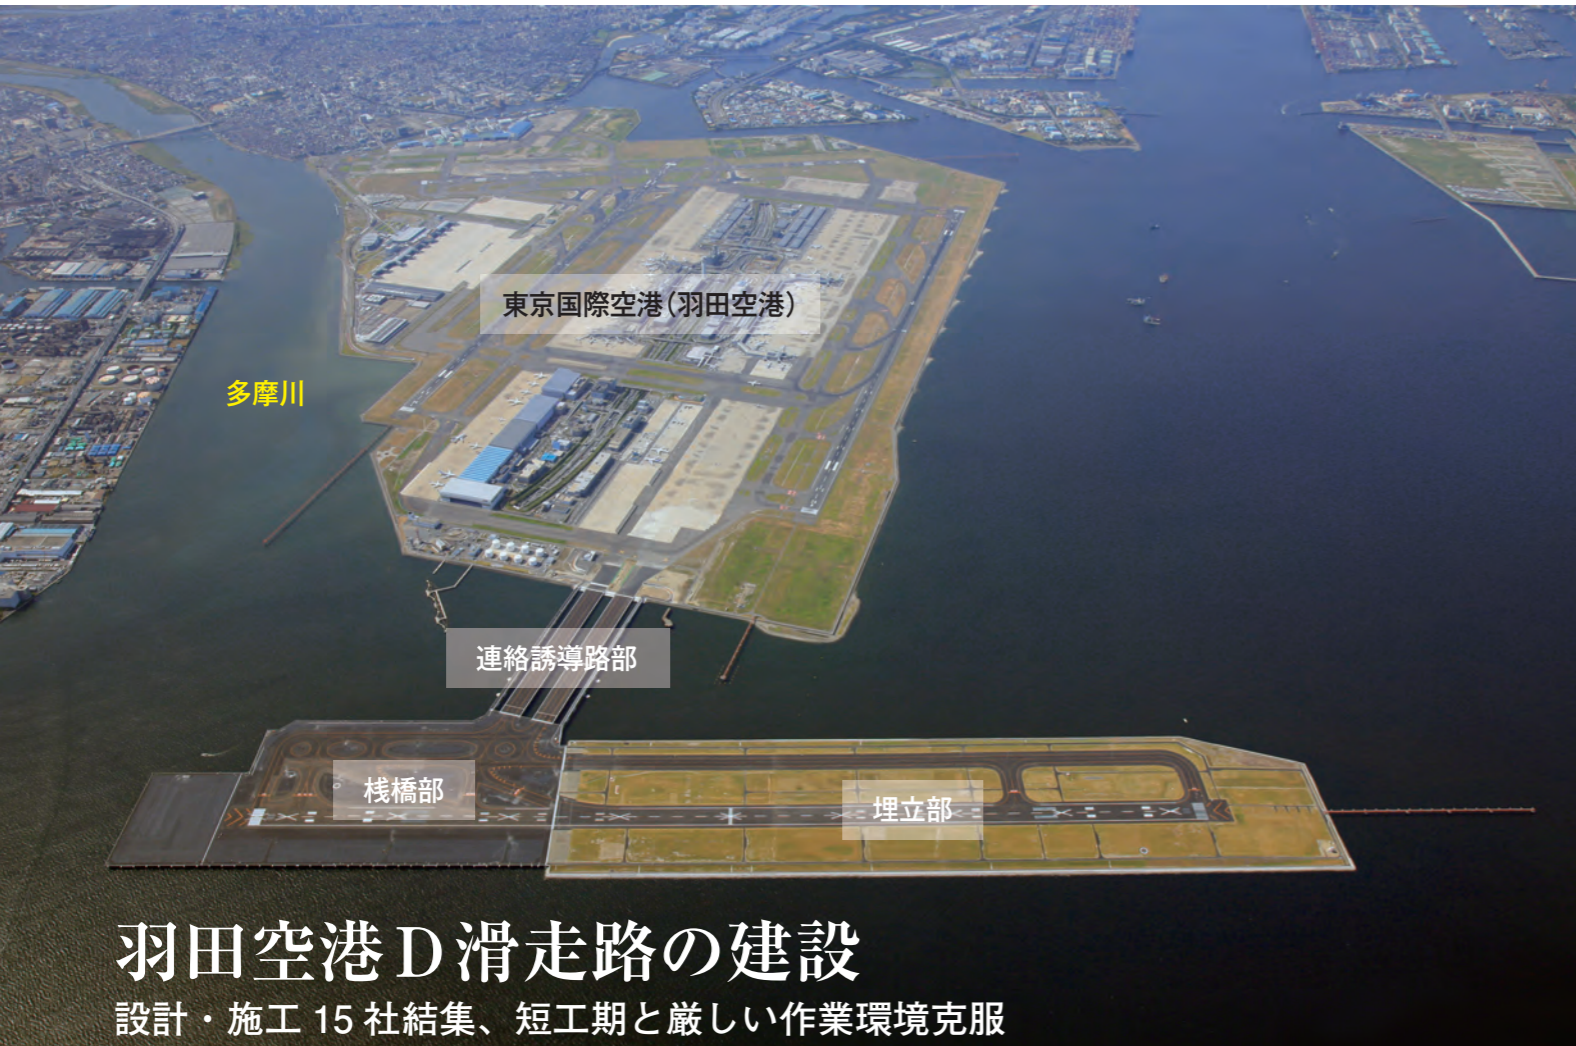 東京国際空港(羽田空港)
多摩川
連絡誘導路部
桟橋部
埋立部
羽田空港D滑走路の建設
設計・施工15社結集、短工期と厳しい作業環境克服